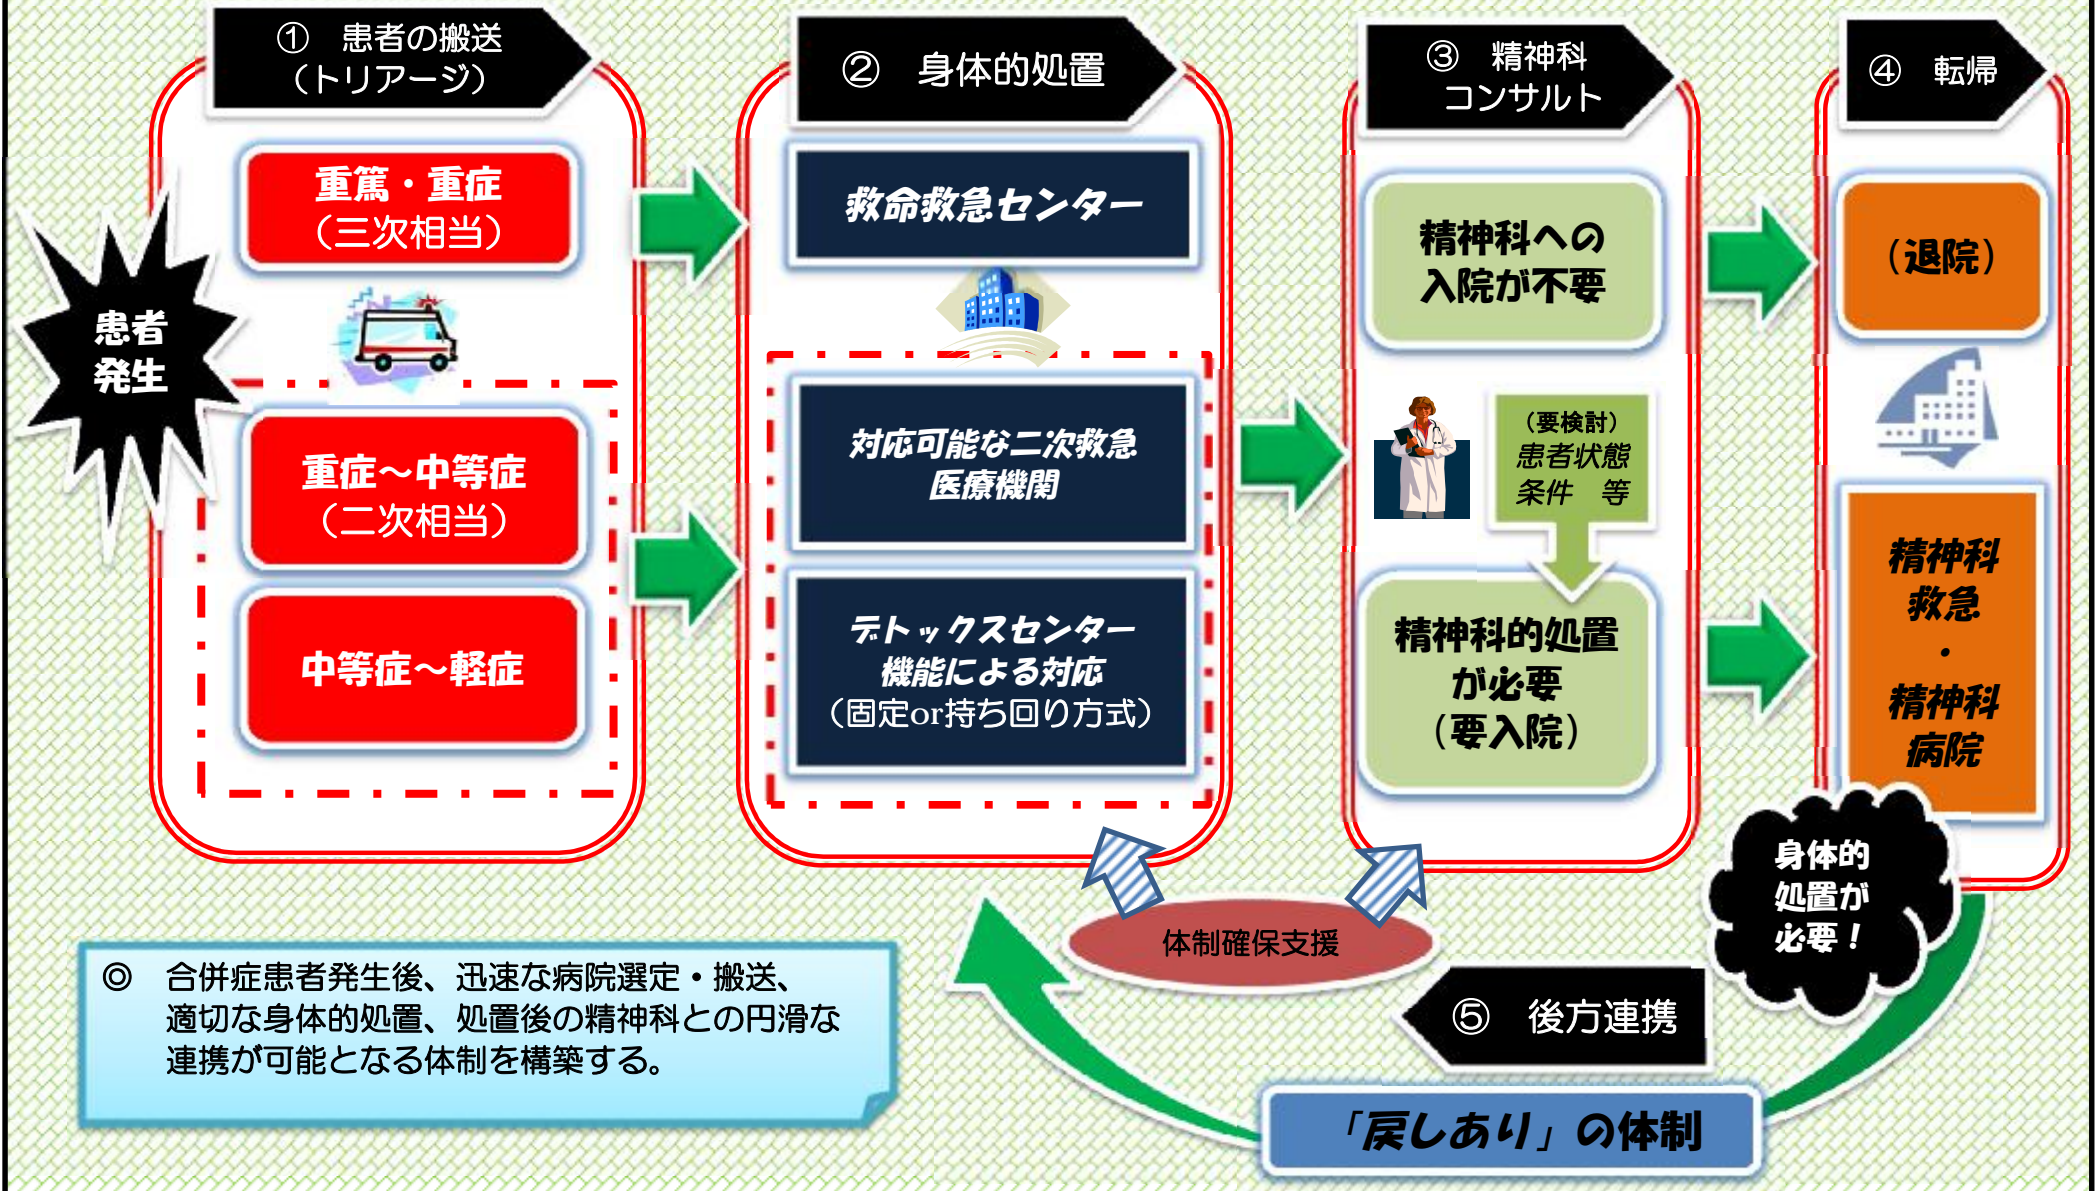 ① 患者の搬送
（トリアージ）
② 身体的処置
③ 精神科
コンサルト
④ 転帰
患者
発生
重篤・重症
（三次相当）
重症～中等症
（二次相当）
中等症～軽症
救命救急センター
対応可能な二次救急
医療機関
デトックスセンター
機能による対応
（固定or持ち回り方式）
精神科への
入院が不要
（要検討）
患者状態
条件 等
精神科的処置
が必要
（要入院）
（退院）
精神科
救急
・
精神科
病院
身体的
処置が
必要！
体制確保支援
⑤ 後方連携
「戻しあり」の体制
◎ 合併症患者発生後、迅速な病院選定・搬送、
適切な身体的処置、処置後の精神科との円滑な
連携が可能となる体制を構築する。